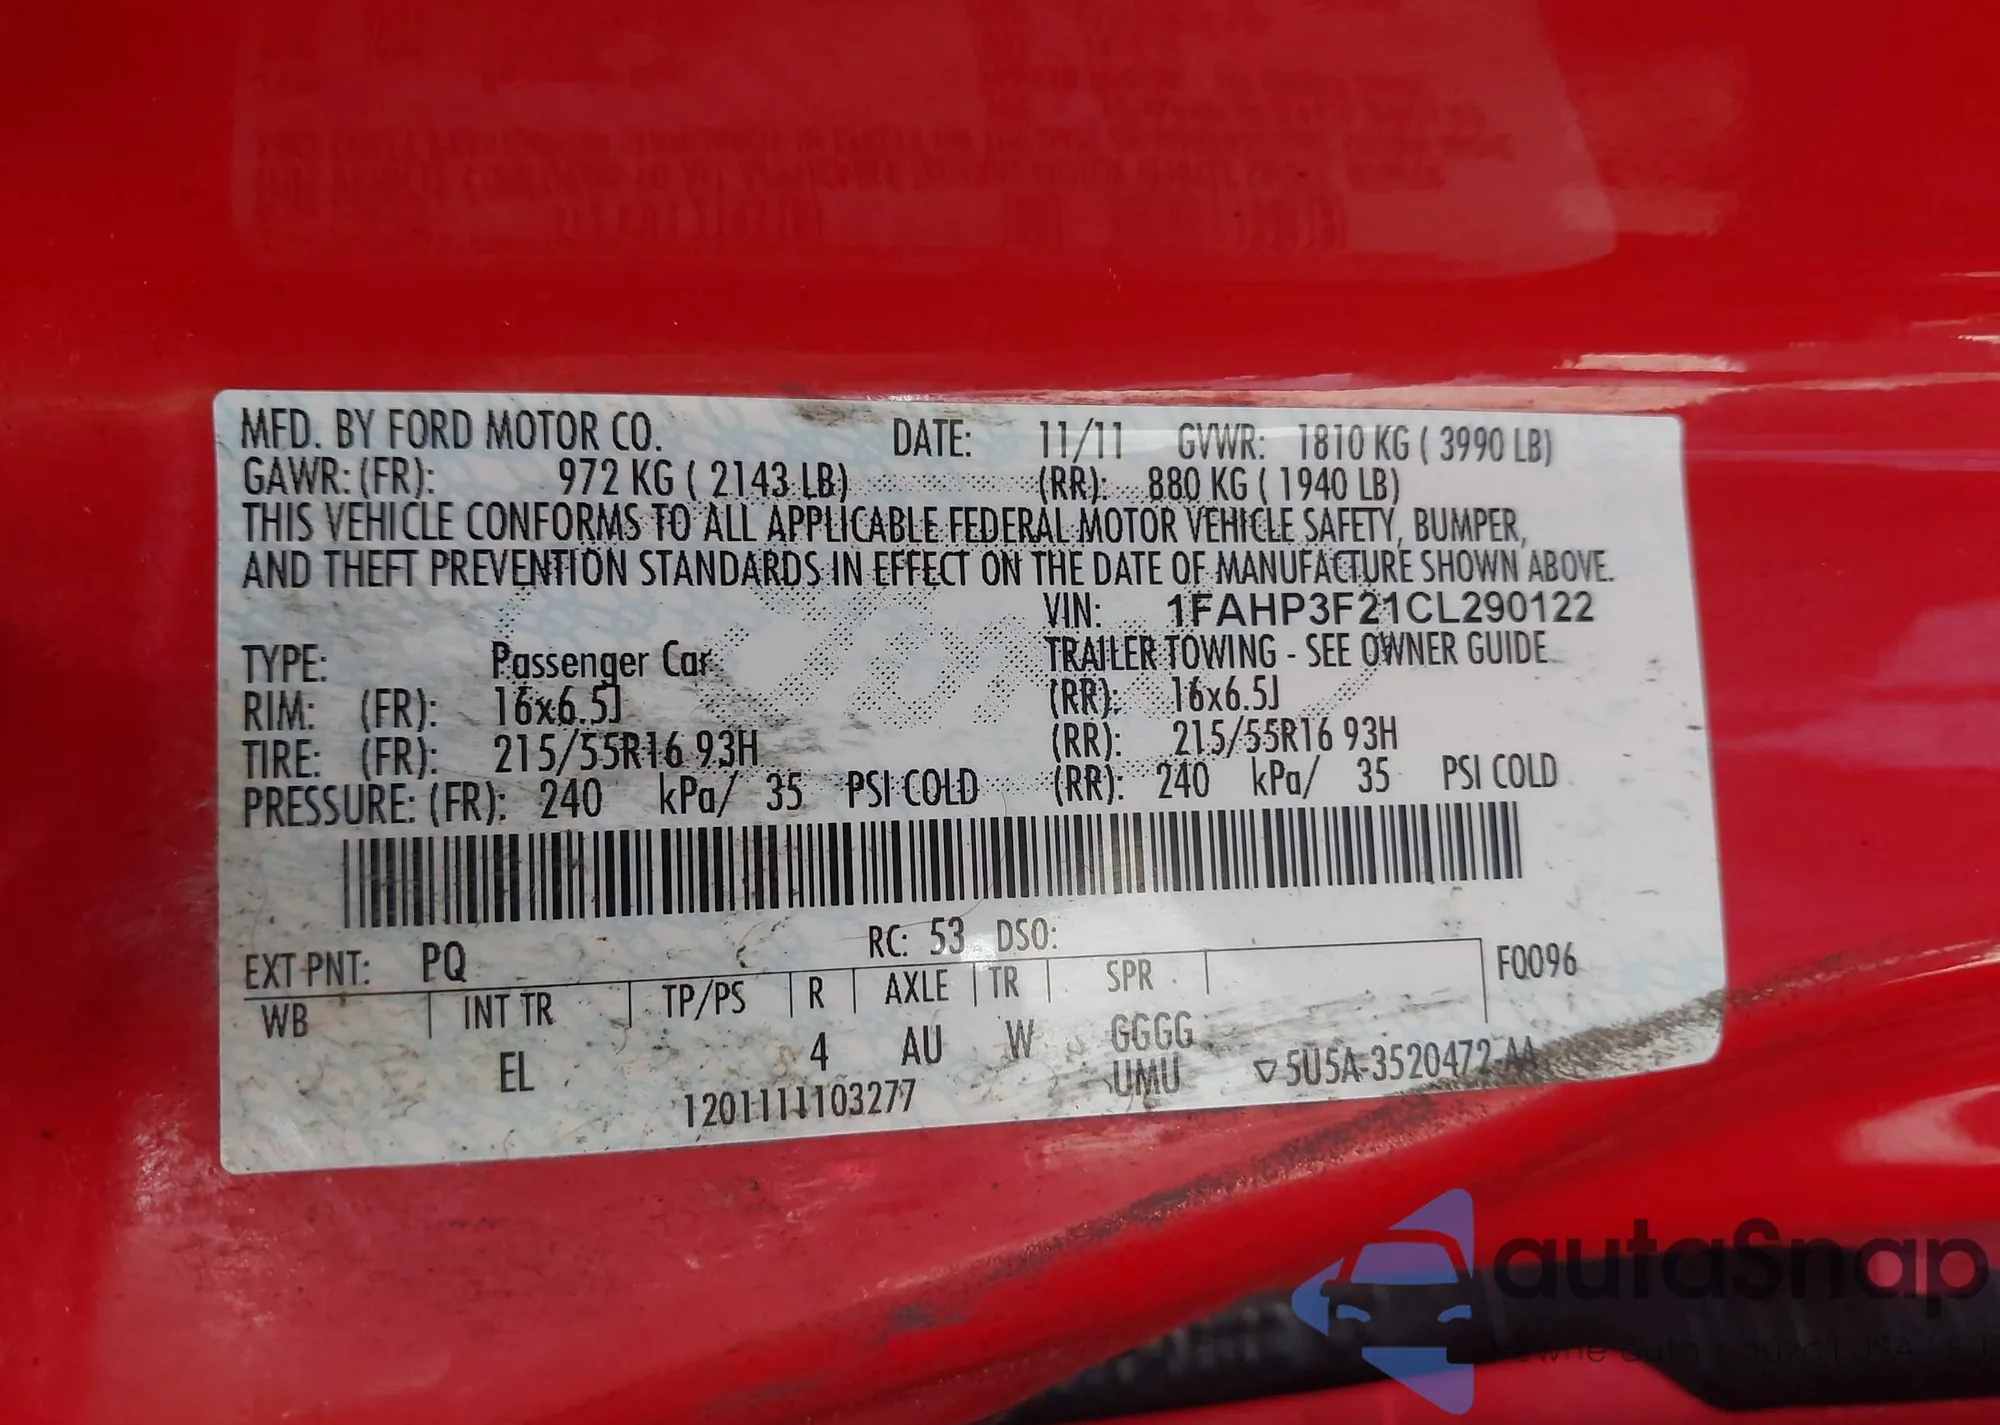 MFD. BY FORD MOTOR CO. DATE: 11/11 GVWR: 1810 KG ( 3990 LB)
GAWR: (FR): 972 KG ( 2143 LB) (RR): 880 KG ( 1940 LB)
THIS VEHICLE CONFORMS TO ALL APPLICABLE FEDERAL MOTOR VEHICLE SAFETY, BUMPER,
AND THEFT PREVENTION STANDARDS IN EFFECT ON THE DATE OF MANUFACTURE SHOWN ABOVE.
VIN: 1FAHP3F21CL290122
TYPE: Passenger Car TRAILER TOWING - SEE OWNER GUIDE
RIM: (FR): 16x6.5J (RR): 16x6.5J
TIRE: (FR): 215/55R16 93H (RR): 215/55R16 93H
PRESSURE: (FR): 240 kPa/ 35 PSI COLD (RR): 240 kPa/ 35 PSI COLD
EXT PNT: PQ RC: 53 DSO: F0096
WB INT TR TP/PS R AXLE TR SPR
EL 4 AU W GGGG
1201111103277 UMU ▽5U5A-3520472-AA
autaSnap